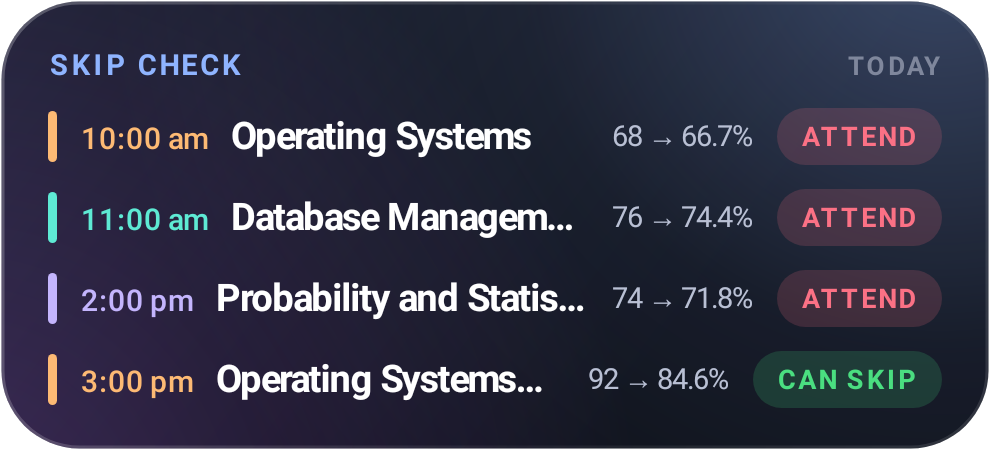 SKIP CHECK TODAY
10:00 am Operating Systems 68 → 66.7% ATTEND
11:00 am Database Managem... 76 → 74.4% ATTEND
2:00 pm Probability and Statis... 74 → 71.8% ATTEND
3:00 pm Operating Systems... 92 → 84.6% CAN SKIP